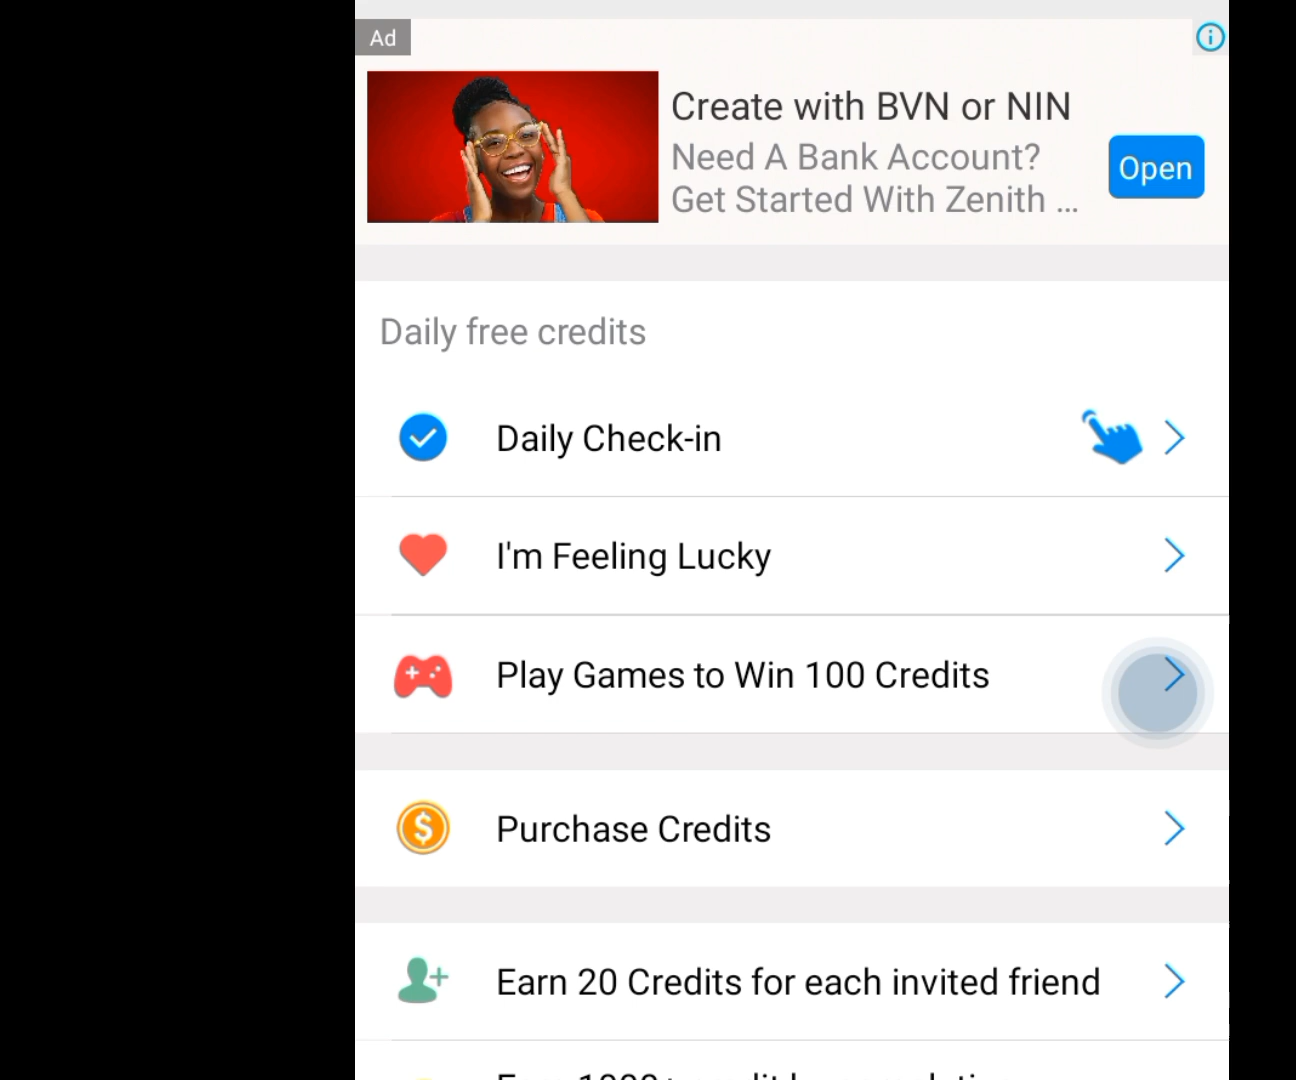 Ad
Create with BVN or NIN
Need A Bank Account?
Get Started With Zenith ...
Open
Daily free credits
Daily Check-in
I'm Feeling Lucky
Play Games to Win 100 Credits
Purchase Credits
Earn 20 Credits for each invited friend